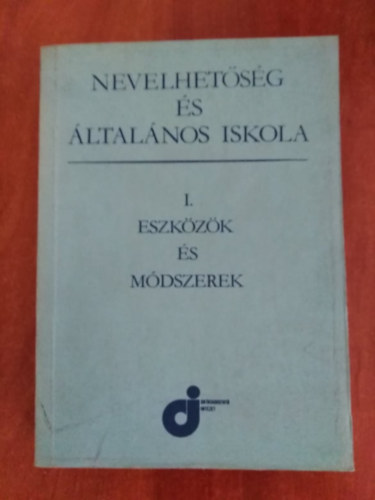 NEVELHETŐSÉG
ÉS
ÁLTALÁNOS ISKOLA
I.
ESZKÖZÖK
ÉS
MÓDSZEREK